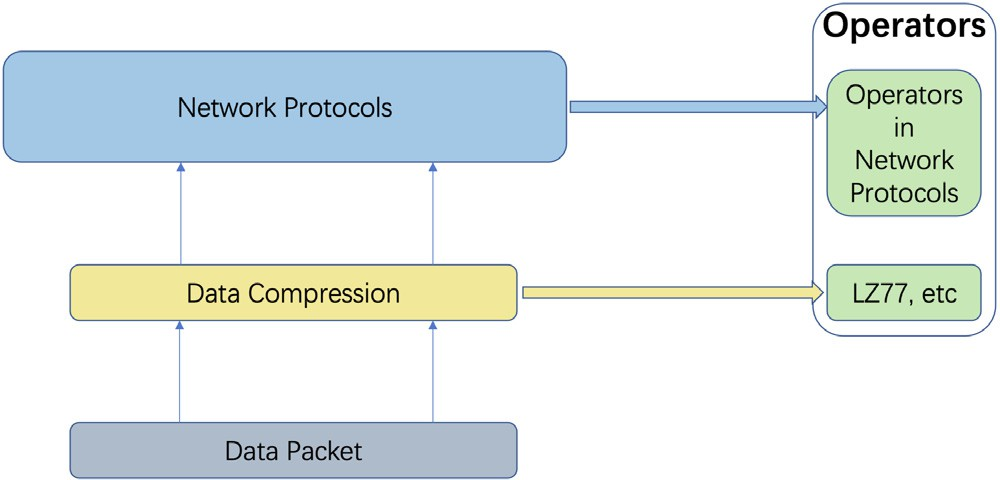 Operators
Network Protocols
Operators
in
Network
Protocols
Data Compression
LZ77, etc
Data Packet